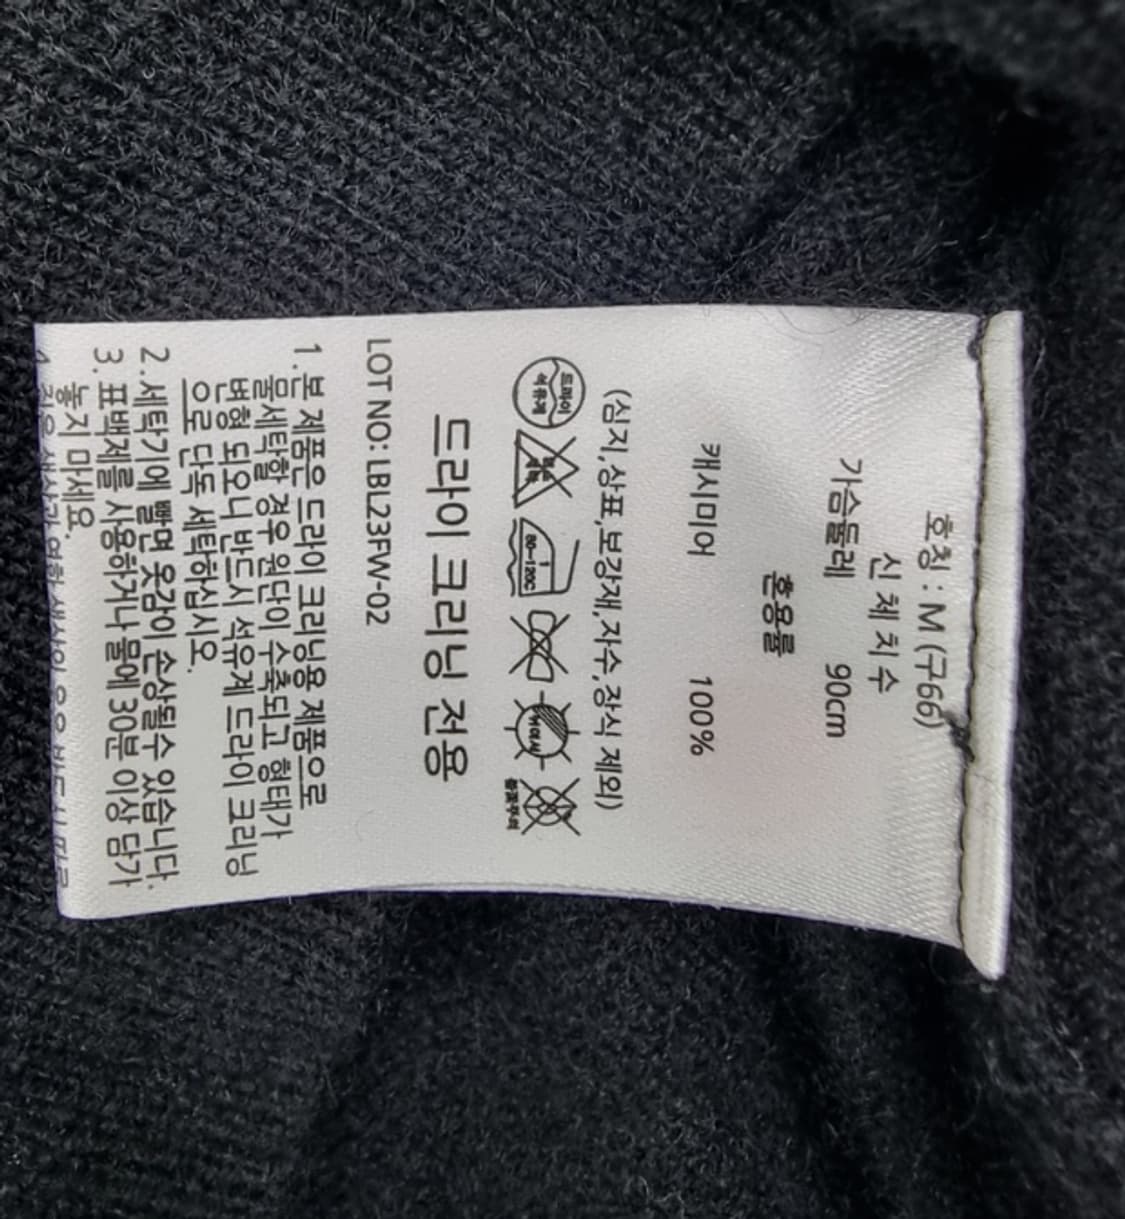 호칭 : M (구66)
신 체 치 수
가슴둘레 90cm
혼용률
캐시미어 100%
(심지,상표,보강재,자수,장식 제외)
드라이
석유계
80~120C
드라이 크리닝 전용
LOT NO: LBL23FW-02
1. 본 제품은 드라이 크리닝용 제품으로
물세탁할 경우 원단이 수축되고 형태가
변형 되오니 반드시 석유계 드라이 크리닝
으로 단독 세탁하십시오.
2. 세탁기에 빨면 옷감이 손상될수 있습니다.
3. 표백제를 사용하거나 물에 30분 이상 담가
놓지 마세요.